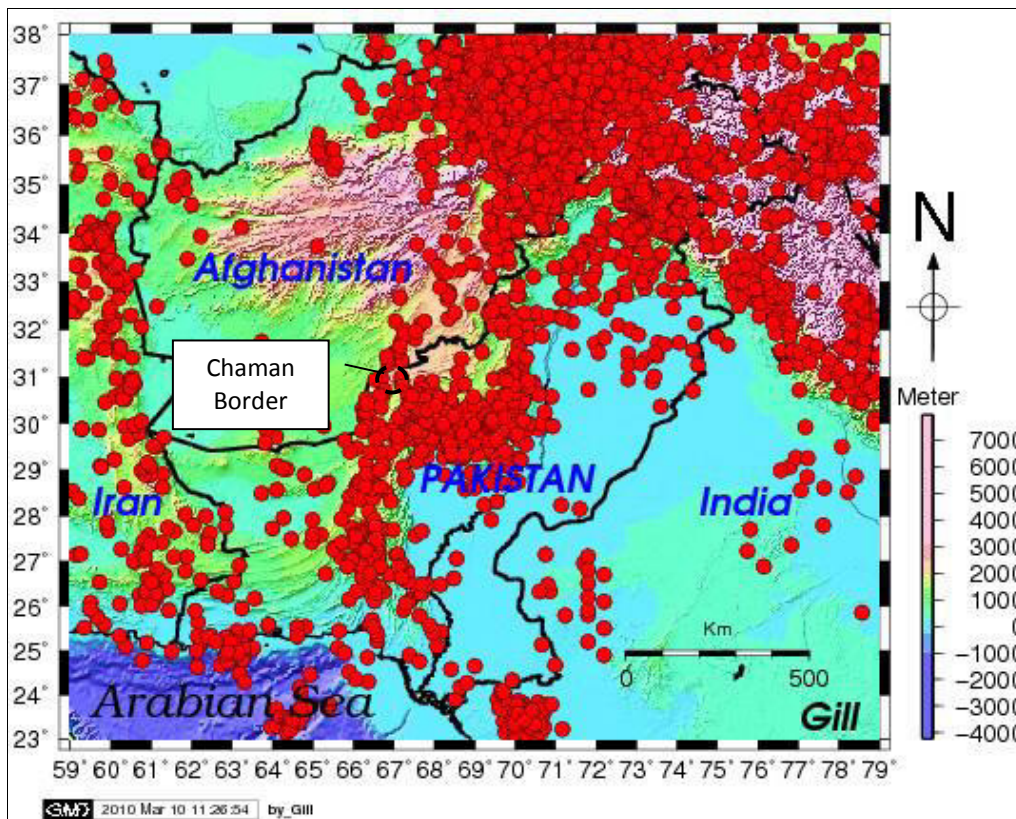 38°
37°
36°
35°
34°
33°
32°
31°
30°
29°
28°
27°
26°
25°
24°
23°
59 60° 61° 62° 63° 64° 65° 66° 67° 68° 69° 70° 71° 72° 73° 74° 75° 76° 77° 78° 79°
Afghanistan
Chaman
Border
PAKISTAN
Iran
India
Arabian Sea
Km
0 500
Gill
N
Meter
7000
6000
5000
4000
3000
2000
1000
0
−1000
−2000
−3000
−4000
GMD 2010 Mar 10 11:26:54 by_Gill